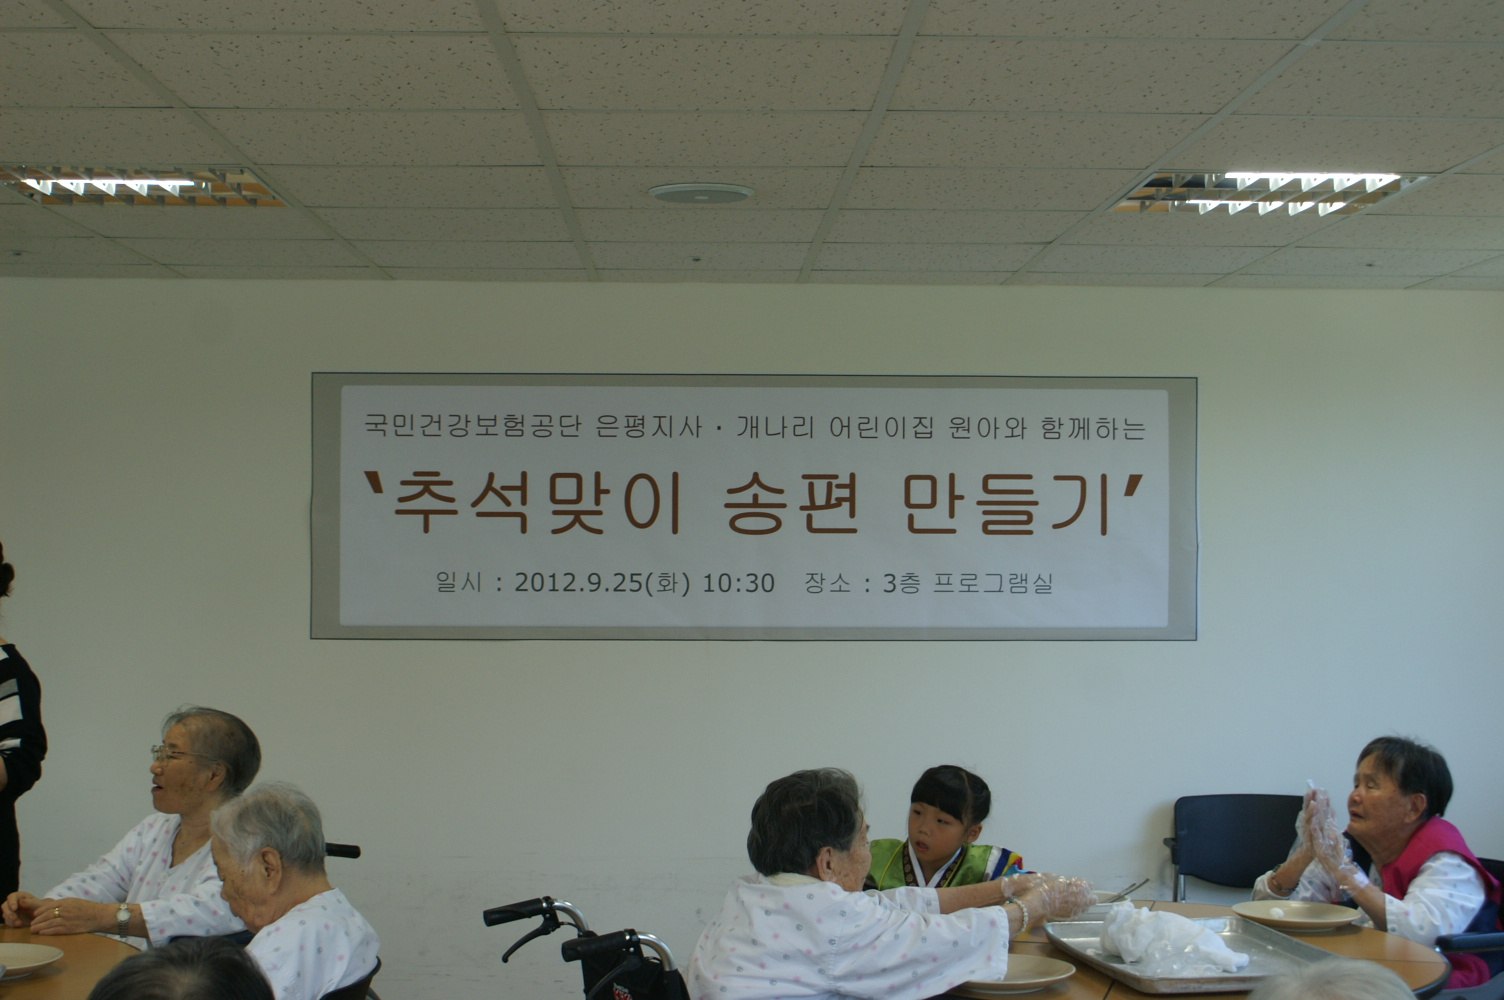 국민건강보험공단 은평지사 · 개나리 어린이집 원아와 함께하는
‘추석맞이 송편 만들기’
일시 : 2012.9.25(화) 10:30 장소 : 3층 프로그램실